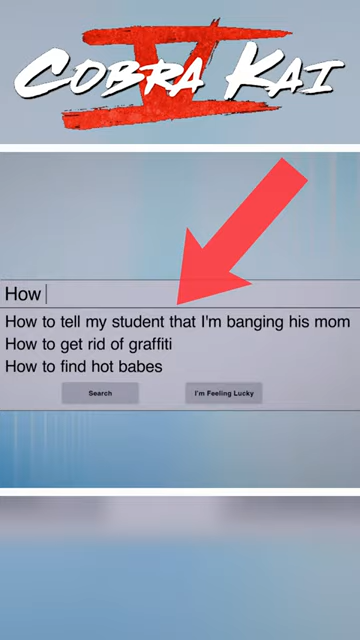 COBRA KAI
V
How
How to tell my student that I'm banging his mom
How to get rid of graffiti
How to find hot babes
Search
I'm Feeling Lucky